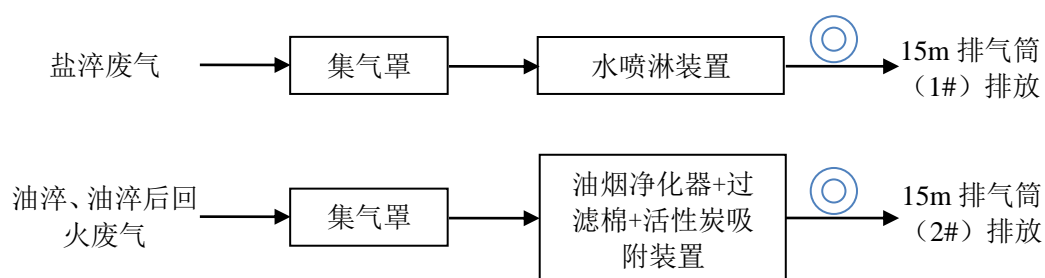 盐淬废气
集气罩
水喷淋装置
15m 排气筒
（1#）排放
油淬、油淬后回
火废气
集气罩
油烟净化器+过
滤棉+活性炭吸
附装置
15m 排气筒
（2#）排放